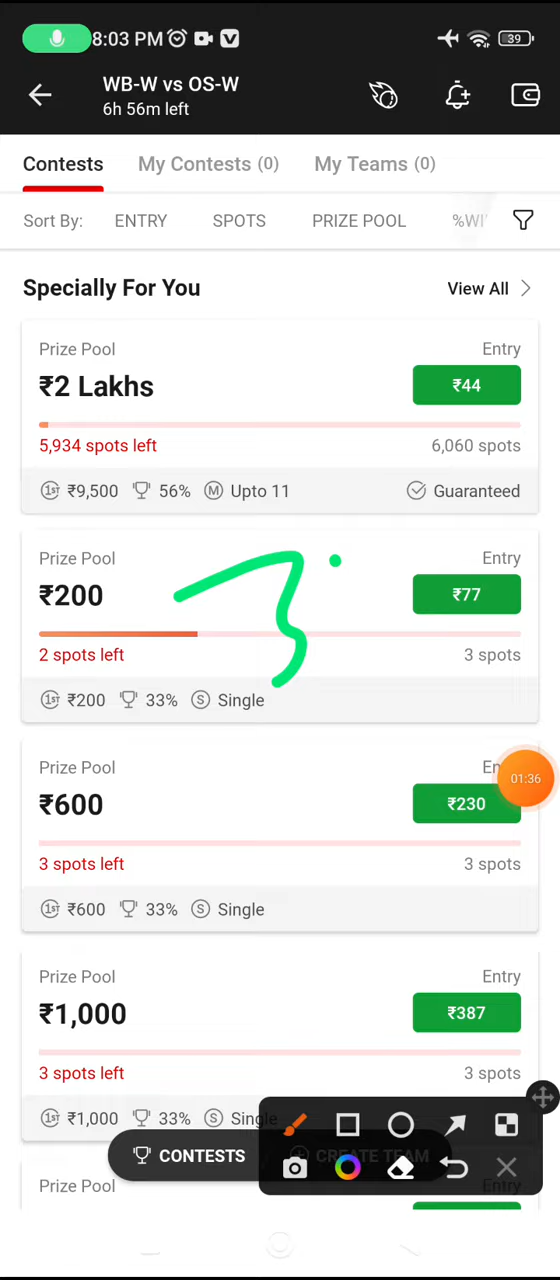 8:03 PM 39
WB-W vs OS-W
6h 56m left
Contests My Contests (0) My Teams (0)
Sort By: ENTRY SPOTS PRIZE POOL
Specially For You View All
Prize Pool Entry
₹2 Lakhs ₹44
5,934 spots left 6,060 spots
1ST ₹9,500 56% M Upto 11 Guaranteed
Prize Pool Entry
₹200 ₹77
2 spots left 3 spots
1ST ₹200 33% S Single
Prize Pool
01:36
₹600 ₹230
3 spots left 3 spots
1ST ₹600 33% S Single
Prize Pool Entry
₹1,000 ₹387
3 spots left 3 spots
1ST ₹1,000 33% S Single
CONTESTS CREATE TEAM
Prize Pool Entry